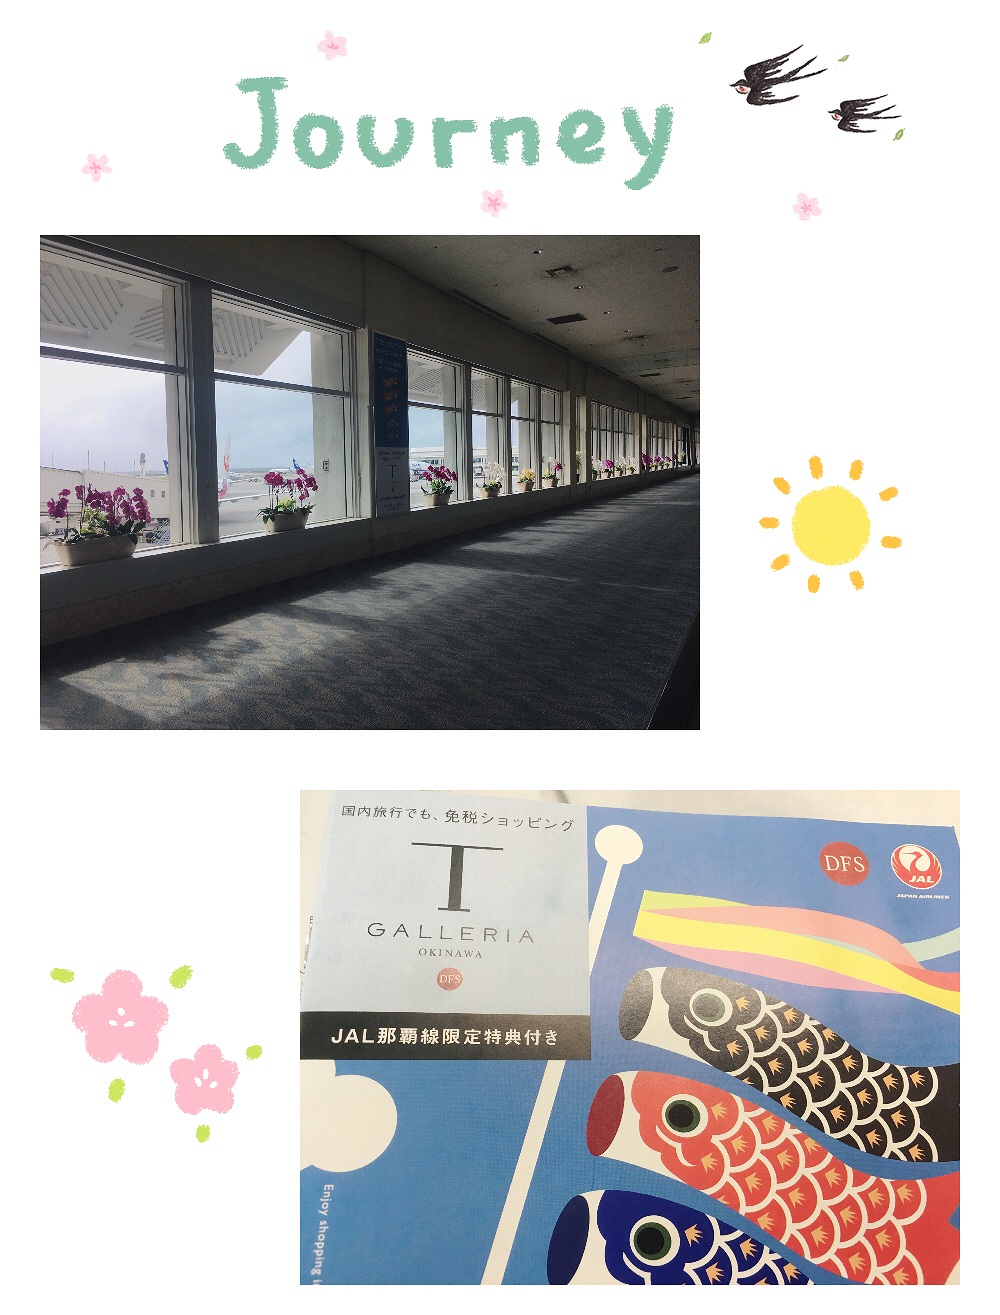 Journey
国内旅行でも、免税ショッピング
T
GALLERIA
OKINAWA
DFS
JAL那覇線限定特典付き
DFS
JAL
JAPAN AIRLINES
Enjoy shopping